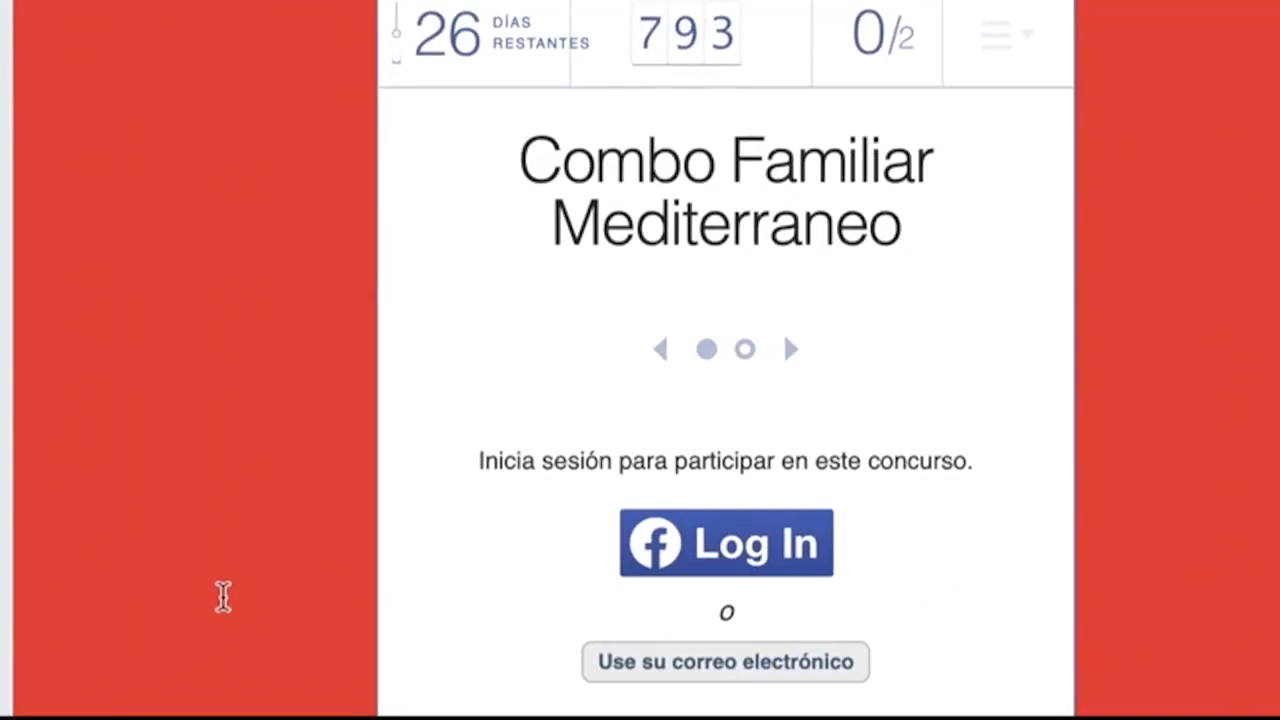 26 DÍAS RESTANTES
793
0/2
Combo Familiar
Mediterraneo
Inicia sesión para participar en este concurso.
Log In
o
Use su correo electrónico